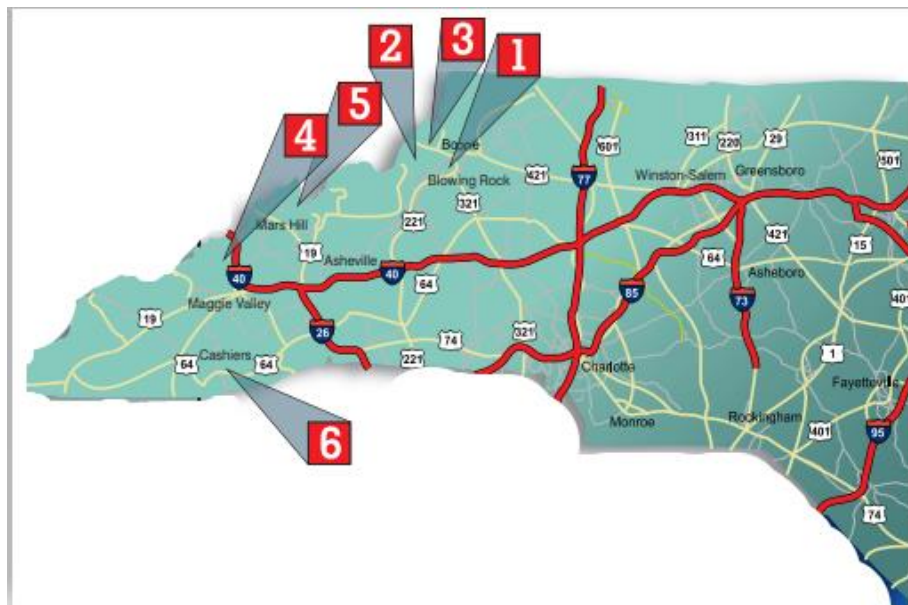 2
3
1
5
4
Boone
Blowing Rock
421
77
601
311
220
29
501
Winston-Salem
Greensboro
321
221
Mars Hill
19
Asheville
40
40
64
421
15
64
Asheboro
85
73
401
Maggie Valley
19
26
74
321
1
Cashiers
64
64
221
Charlotte
Fayetteville
Monroe
Rockingham
401
95
6
74